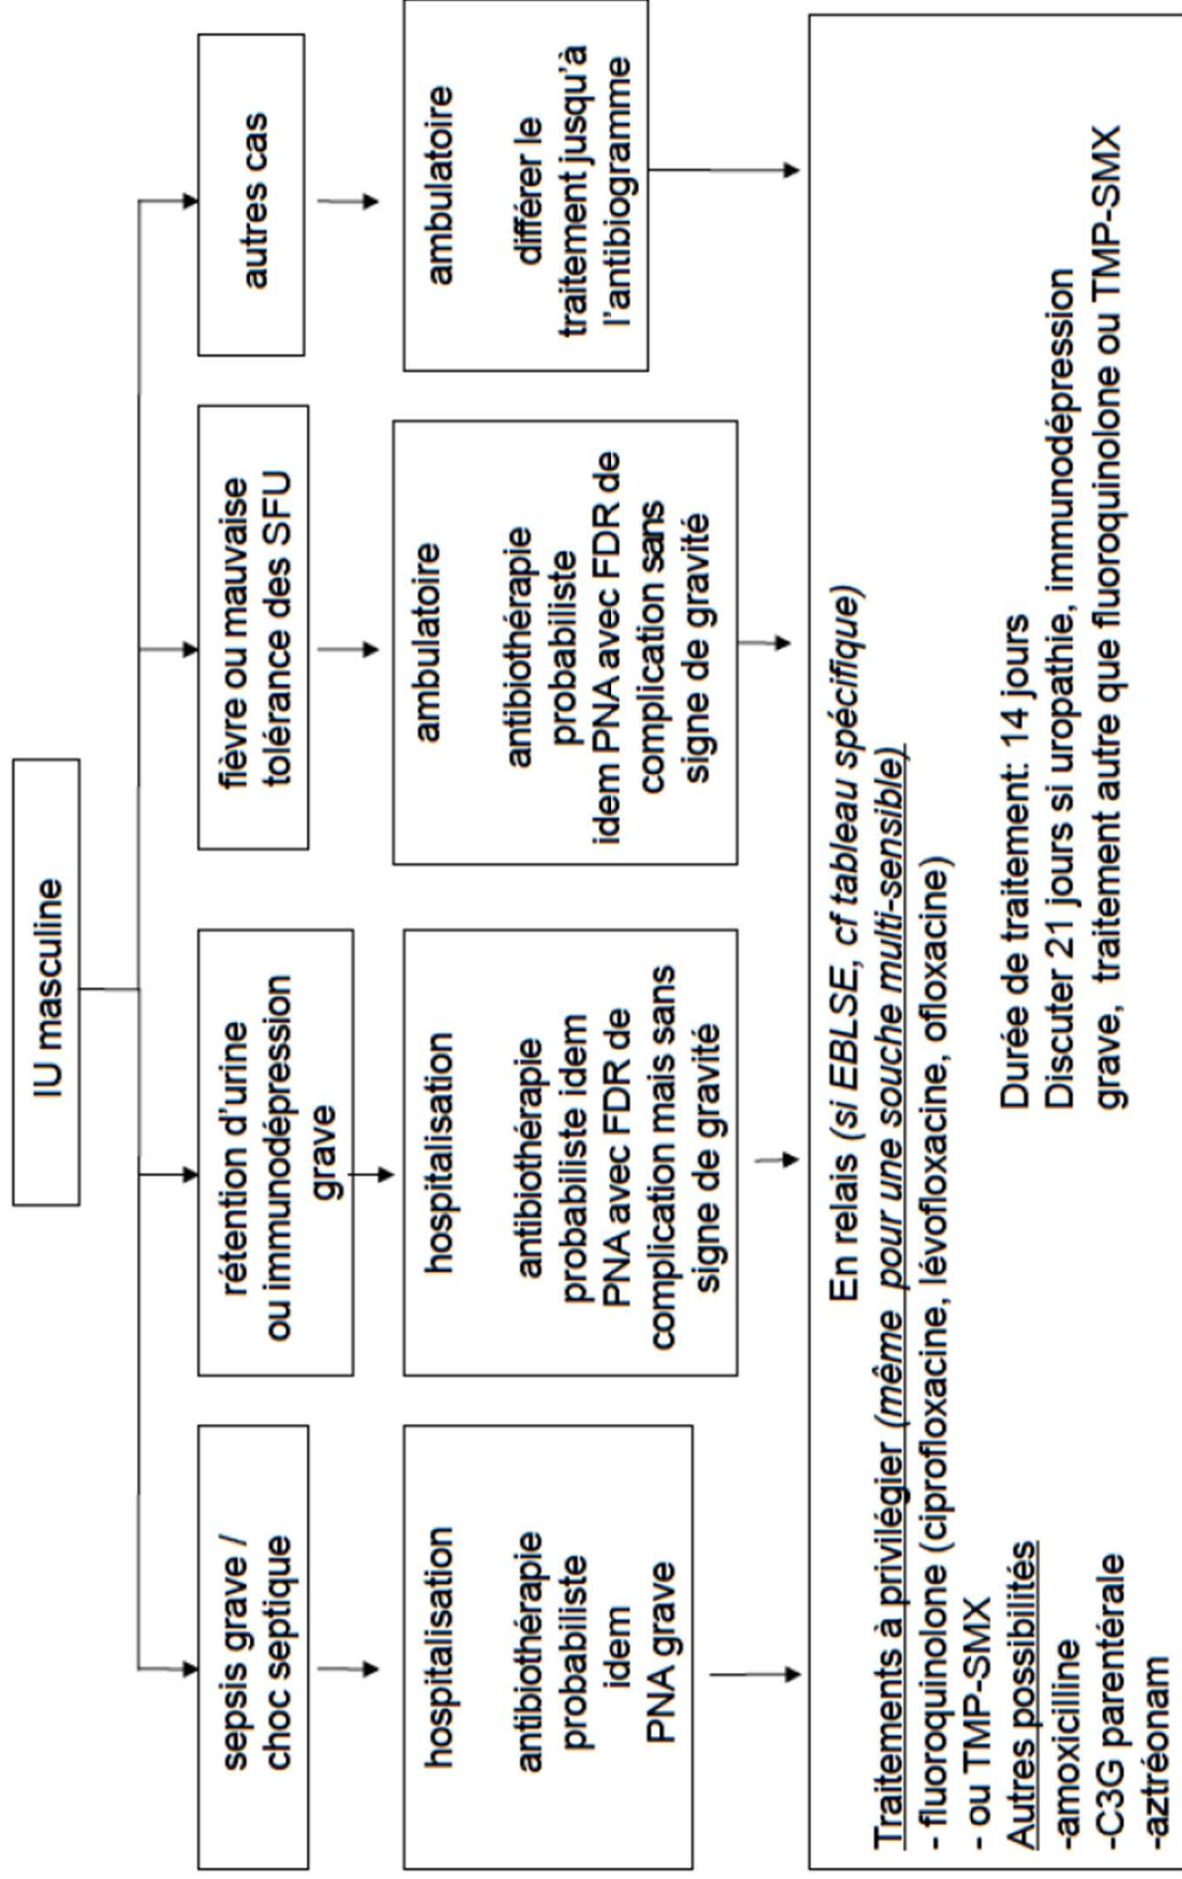 IU masculine
sepsis grave /
choc septique
rétention d'urine
ou immunodépression
grave
fièvre ou mauvaise
tolérance des SFU
autres cas
hospitalisation
antibiothérapie
probabiliste
idem
PNA grave
hospitalisation
antibiothérapie
probabiliste idem
PNA avec FDR de
complication mais sans
signe de gravité
ambulatoire
antibiothérapie
probabiliste
idem PNA avec FDR de
complication sans
signe de gravité
ambulatoire
différer le
traitement jusqu'à
l'antibiogramme
En relais (si EBLSE, cf tableau spécifique)
Traitements à privilégier (même pour une souche multi-sensible)
- fluoroquinolone (ciprofloxacine, lévofloxacine, ofloxacine)
- ou TMP-SMX
Autres possibilités
-amoxicilline
-C3G parentérale
-aztréonam
Durée de traitement: 14 jours
Discuter 21 jours si uropathie, immunodépression
grave, traitement autre que fluoroquinolone ou TMP-SMX